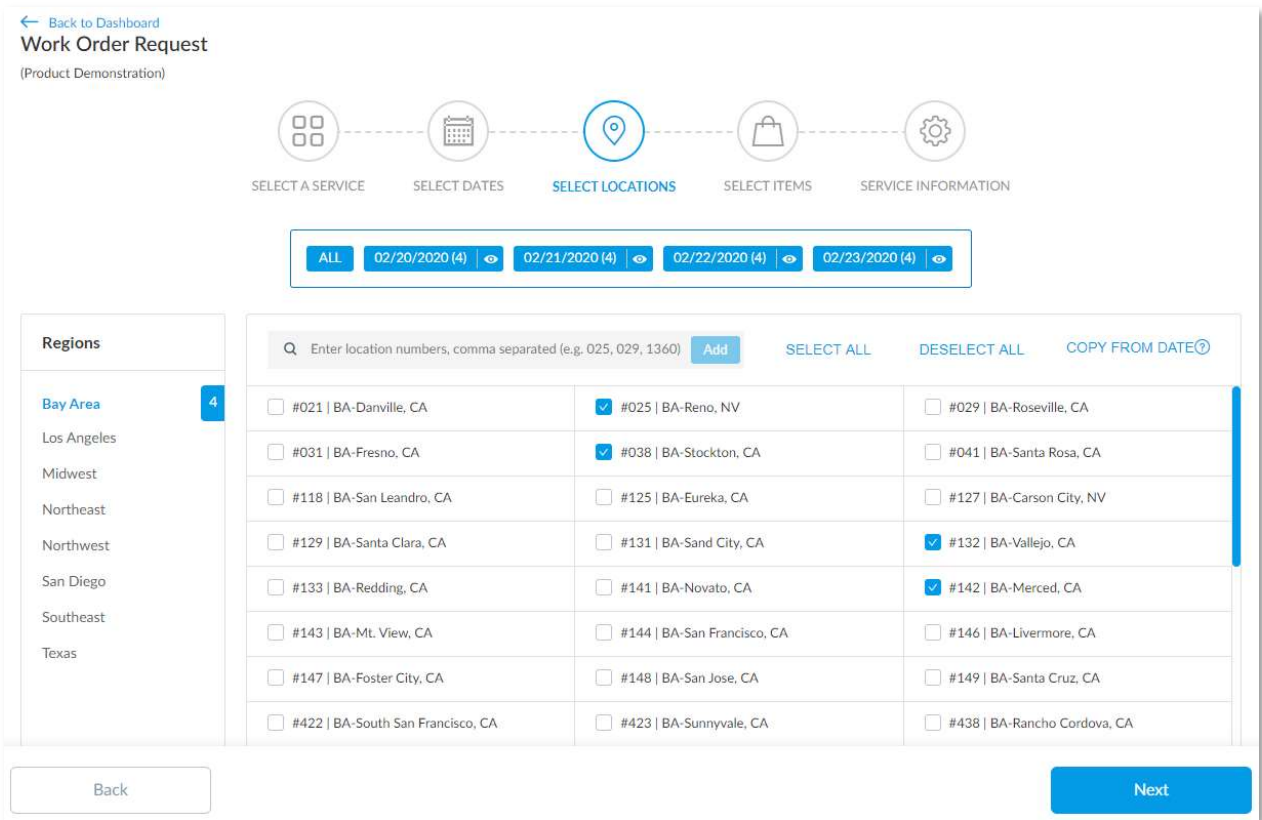 Back to Dashboard
Work Order Request
(Product Demonstration)
SELECT A SERVICE SELECT DATES SELECT LOCATIONS SELECT ITEMS SERVICE INFORMATION
ALL 02/20/2020 (4) 02/21/2020 (4) 02/22/2020 (4) 02/23/2020 (4)
Regions
Bay Area 4
Los Angeles
Midwest
Northeast
Northwest
San Diego
Southeast
Texas
Enter location numbers, comma separated (e.g. 025, 029, 1360) Add SELECT ALL DESELECT ALL COPY FROM DATE?
#021 | BA-Danville, CA #025 | BA-Reno, NV #029 | BA-Roseville, CA
#031 | BA-Fresno, CA #038 | BA-Stockton, CA #041 | BA-Santa Rosa, CA
#118 | BA-San Leandro, CA #125 | BA-Eureka, CA #127 | BA-Carson City, NV
#129 | BA-Santa Clara, CA #131 | BA-Sand City, CA #132 | BA-Vallejo, CA
#133 | BA-Redding, CA #141 | BA-Novato, CA #142 | BA-Merced, CA
#143 | BA-Mt. View, CA #144 | BA-San Francisco, CA #146 | BA-Livermore, CA
#147 | BA-Foster City, CA #148 | BA-San Jose, CA #149 | BA-Santa Cruz, CA
#422 | BA-South San Francisco, CA #423 | BA-Sunnyvale, CA #438 | BA-Rancho Cordova, CA
Back Next